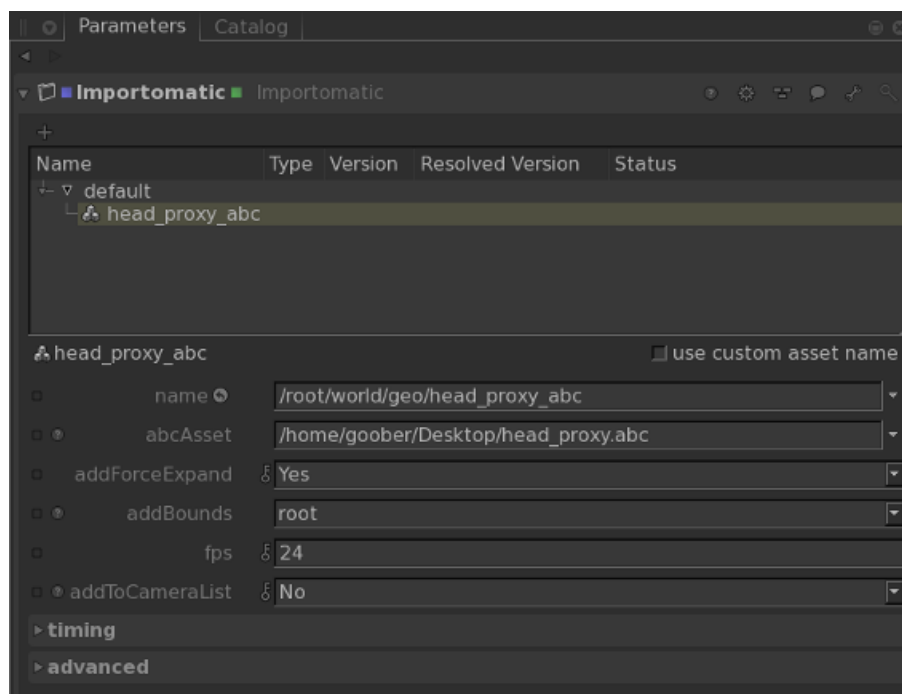 Parameters Catalog
Importomatic Importomatic
Name Type Version Resolved Version Status
default
head_proxy_abc
head_proxy_abc use custom asset name
name /root/world/geo/head_proxy_abc
abcAsset /home/goober/Desktop/head_proxy.abc
addForceExpand Yes
addBounds root
fps 24
addToCameraList No
timing
advanced